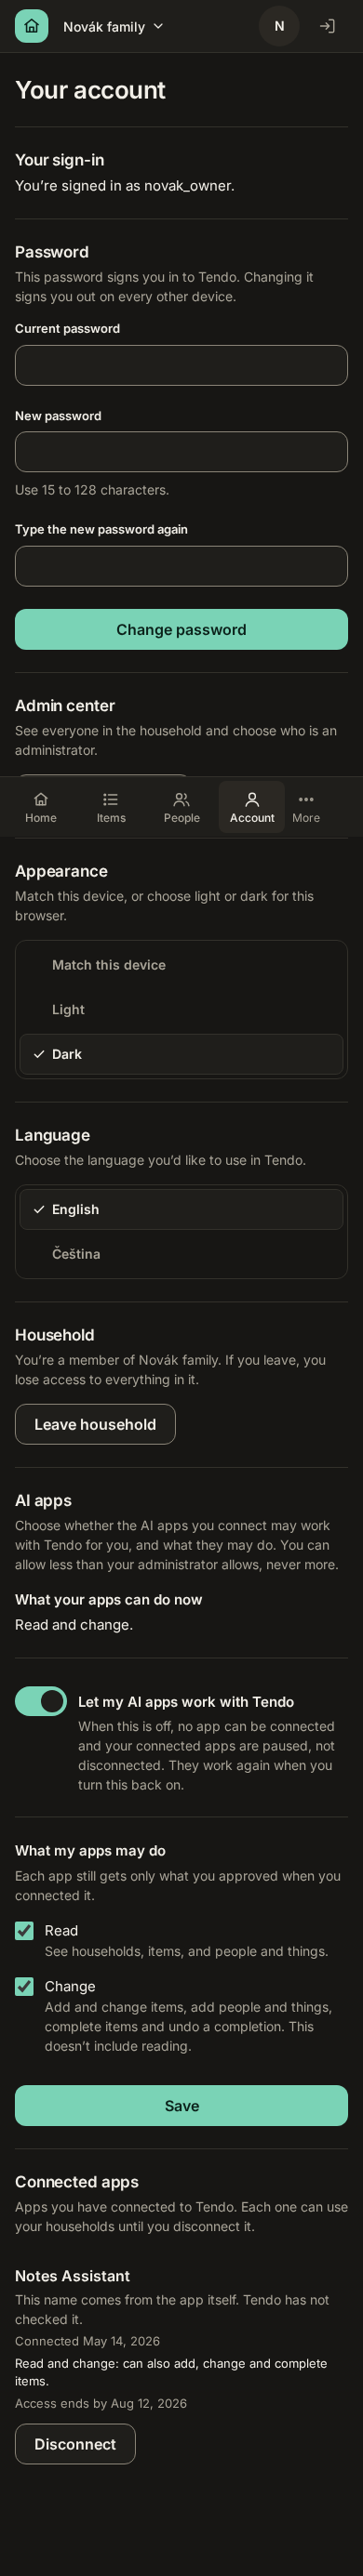 Novák family
N
Your account
Your sign-in
You’re signed in as novak_owner.
Password
This password signs you in to Tendo. Changing it
signs you out on every other device.
Current password
New password
Use 15 to 128 characters.
Type the new password again
Change password
Admin center
See everyone in the household and choose who is an
administrator.
Home
Items
People
Account
More
Appearance
Match this device, or choose light or dark for this
browser.
Match this device
Light
Dark
Language
Choose the language you’d like to use in Tendo.
English
Čeština
Household
You’re a member of Novák family. If you leave, you
lose access to everything in it.
Leave household
AI apps
Choose whether the AI apps you connect may work
with Tendo for you, and what they may do. You can
allow less than your administrator allows, never more.
What your apps can do now
Read and change.
Let my AI apps work with Tendo
When this is off, no app can be connected
and your connected apps are paused, not
disconnected. They work again when you
turn this back on.
What my apps may do
Each app still gets only what you approved when you
connected it.
Read
See households, items, and people and things.
Change
Add and change items, add people and things,
complete items and undo a completion. This
doesn’t include reading.
Save
Connected apps
Apps you have connected to Tendo. Each one can use
your households until you disconnect it.
Notes Assistant
This name comes from the app itself. Tendo has not
checked it.
Connected May 14, 2026
Read and change: can also add, change and complete
items.
Access ends by Aug 12, 2026
Disconnect